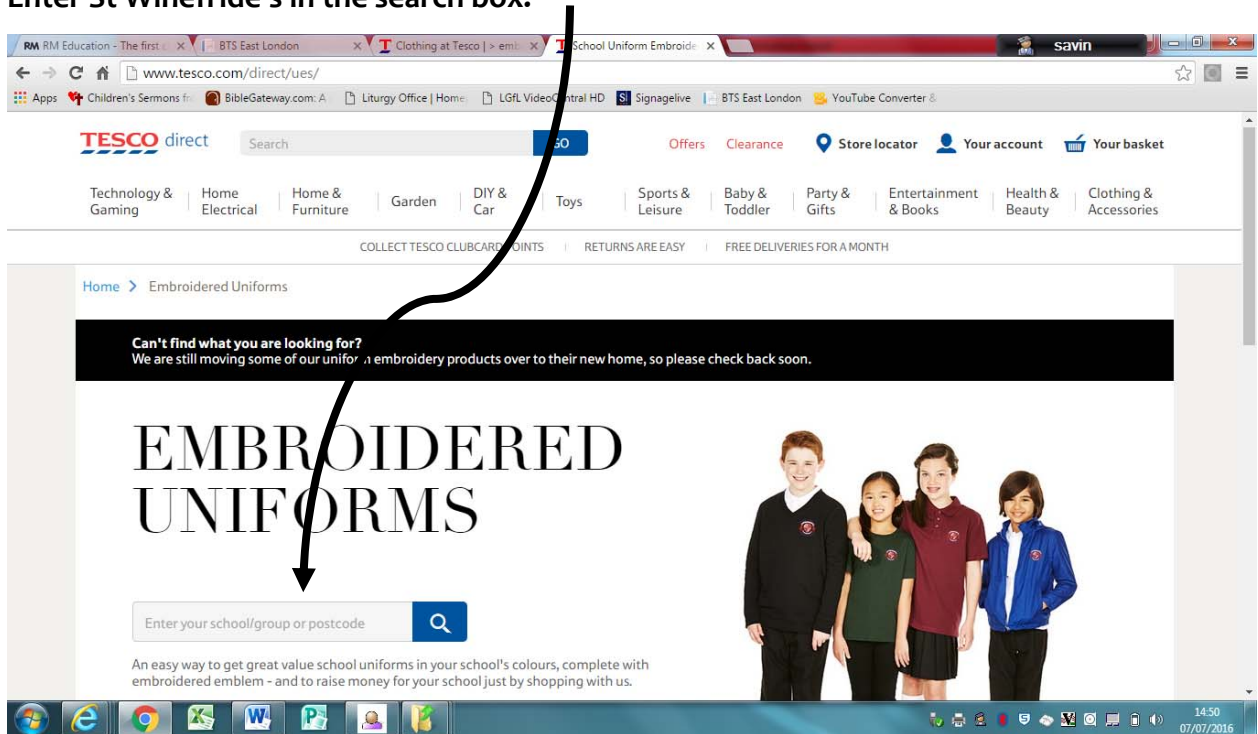 Enter St Winefride's in the search box.
RM RM Education - The first c
BTS East London
Clothing at Tesco | > emb
School Uniform Embroide
savin
www.tesco.com/direct/ues/
Apps
Children's Sermons fr
BibleGateway.com: A
Liturgy Office | Home
LGfL VideoCentral HD
Signagelive
BTS East London
YouTube Converter &
TESCO direct
Search
GO
Offers
Clearance
Store locator
Your account
Your basket
Technology & Gaming
Home Electrical
Home & Furniture
Garden
DIY & Car
Toys
Sports & Leisure
Baby & Toddler
Party & Gifts
Entertainment & Books
Health & Beauty
Clothing & Accessories
COLLECT TESCO CLUBCARD POINTS
RETURNS ARE EASY
FREE DELIVERIES FOR A MONTH
Home > Embroidered Uniforms
Can't find what you are looking for?
We are still moving some of our uniform embroidery products over to their new home, so please check back soon.
EMBROIDERED
UNIFORMS
Enter your school/group or postcode
An easy way to get great value school uniforms in your school's colours, complete with
embroidered emblem - and to raise money for your school just by shopping with us.
14:50
07/07/2016